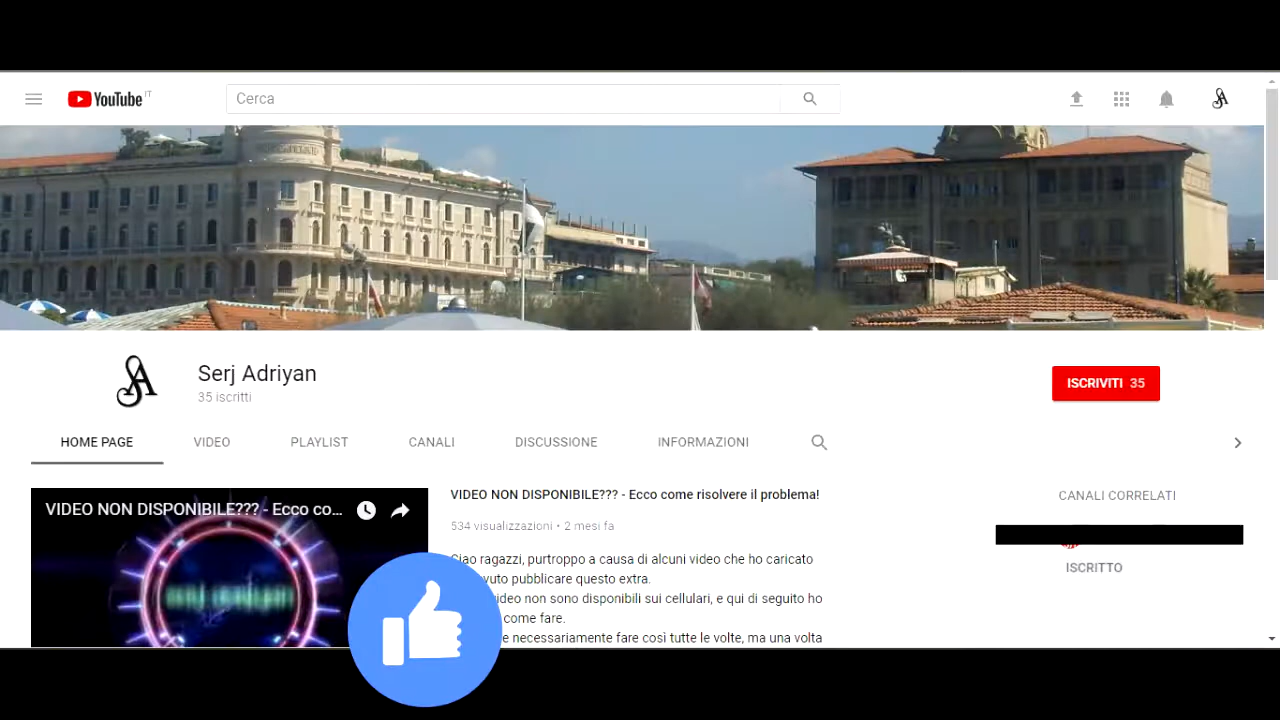 YouTube IT
Cerca
Serj Adriyan
35 iscritti
ISCRIVITI 35
HOME PAGE
VIDEO
PLAYLIST
CANALI
DISCUSSIONE
INFORMAZIONI
VIDEO NON DISPONIBILE??? - Ecco co...
VIDEO NON DISPONIBILE??? - Ecco come risolvere il problema!
534 visualizzazioni • 2 mesi fa
Ciao ragazzi, purtroppo a causa di alcuni video che ho caricato
pubblicare questo extra.
non sono disponibili sui cellulari, e qui di seguito ho
come fare.
necessariamente fare così tutte le volte, ma una volta
CANALI CORRELATI
ISCRITTO